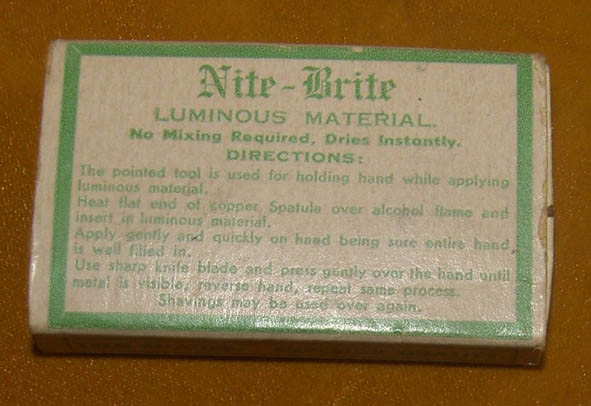 Nite-Brite
LUMINOUS MATERIAL.
No Mixing Required, Dries Instantly.
DIRECTIONS:
The pointed tool is used for holding hand while applying
luminous material.
Heat flat end of copper Spatula over alcohol flame and
insert in luminous material.
Apply gently and quickly on hand being sure entire hand
is well filled in.
Use sharp knife blade and press gently over the hand until
metal is visible, reverse hand, repeat same process.
Shavings may be used over again.